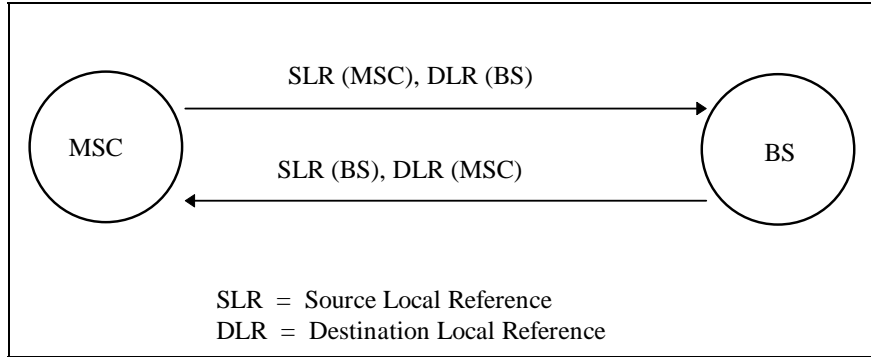 SLR (MSC), DLR (BS)
MSC
BS
SLR (BS), DLR (MSC)
SLR = Source Local Reference
DLR = Destination Local Reference